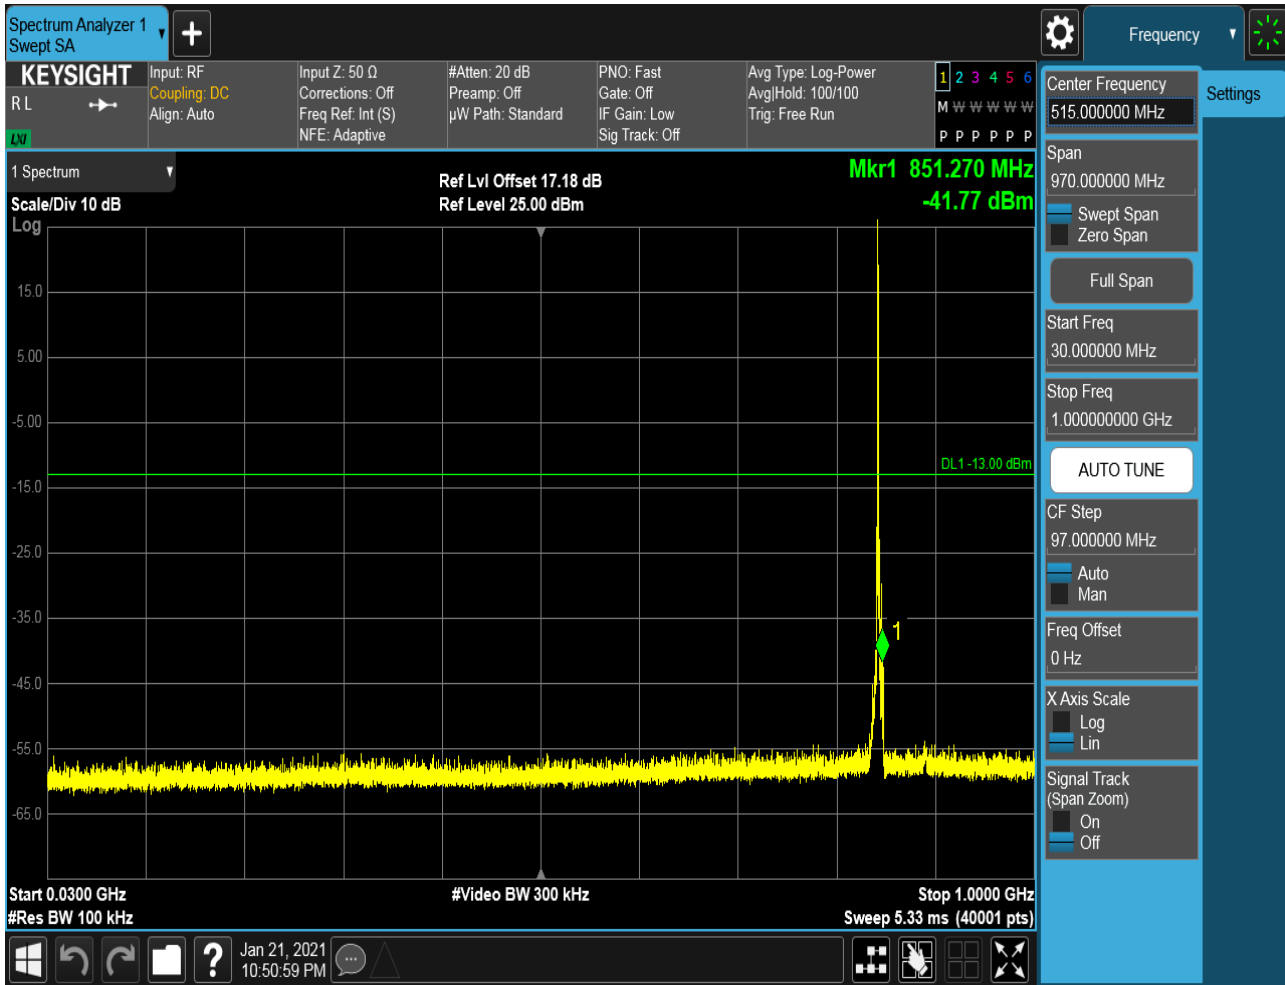 Spectrum Analyzer 1
Swept SA
Frequency
KEYSIGHT
R L
LXI
Input: RF
Coupling: DC
Align: Auto
Input Z: 50 Ω
Corrections: Off
Freq Ref: Int (S)
NFE: Adaptive
#Atten: 20 dB
Preamp: Off
µW Path: Standard
PNO: Fast
Gate: Off
IF Gain: Low
Sig Track: Off
Avg Type: Log-Power
Avg|Hold: 100/100
Trig: Free Run
1 2 3 4 5 6
M W W W W W
P P P P P P
1 Spectrum
Scale/Div 10 dB
Log
Ref Lvl Offset 17.18 dB
Ref Level 25.00 dBm
Mkr1 851.270 MHz
-41.77 dBm
15.0
5.00
-5.00
DL1 -13.00 dBm
-15.0
-25.0
-35.0
1
-45.0
-55.0
-65.0
Start 0.0300 GHz
#Video BW 300 kHz
Stop 1.0000 GHz
#Res BW 100 kHz
Sweep 5.33 ms (40001 pts)
Jan 21, 2021
10:50:59 PM
?
Center Frequency
515.000000 MHz
Settings
Span
970.000000 MHz
Swept Span
Zero Span
Full Span
Start Freq
30.000000 MHz
Stop Freq
1.000000000 GHz
AUTO TUNE
CF Step
97.000000 MHz
Auto
Man
Freq Offset
0 Hz
X Axis Scale
Log
Lin
Signal Track
(Span Zoom)
On
Off